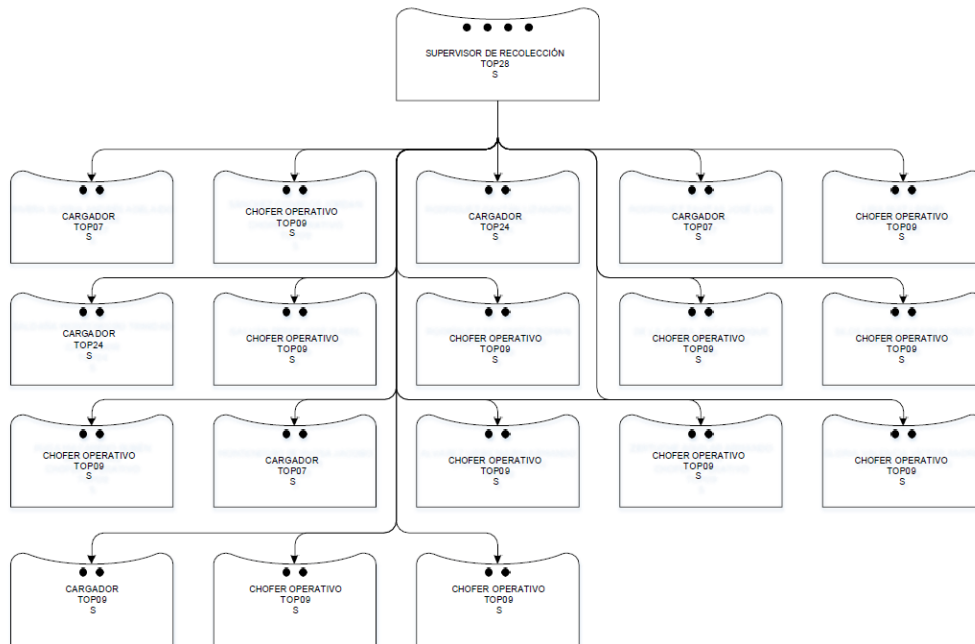 SUPERVISOR DE RECOLECCIÓN
TOP28
S
CARGADOR
TOP07
S
CHOFER OPERATIVO
TOP09
S
CARGADOR
TOP24
S
CARGADOR
TOP07
S
CHOFER OPERATIVO
TOP09
S
CARGADOR
TOP24
S
CHOFER OPERATIVO
TOP09
S
CHOFER OPERATIVO
TOP09
S
CHOFER OPERATIVO
TOP09
S
CHOFER OPERATIVO
TOP09
S
CHOFER OPERATIVO
TOP09
S
CARGADOR
TOP07
S
CHOFER OPERATIVO
TOP09
S
CHOFER OPERATIVO
TOP09
S
CHOFER OPERATIVO
TOP09
S
CARGADOR
TOP09
S
CHOFER OPERATIVO
TOP09
S
CHOFER OPERATIVO
TOP09
S